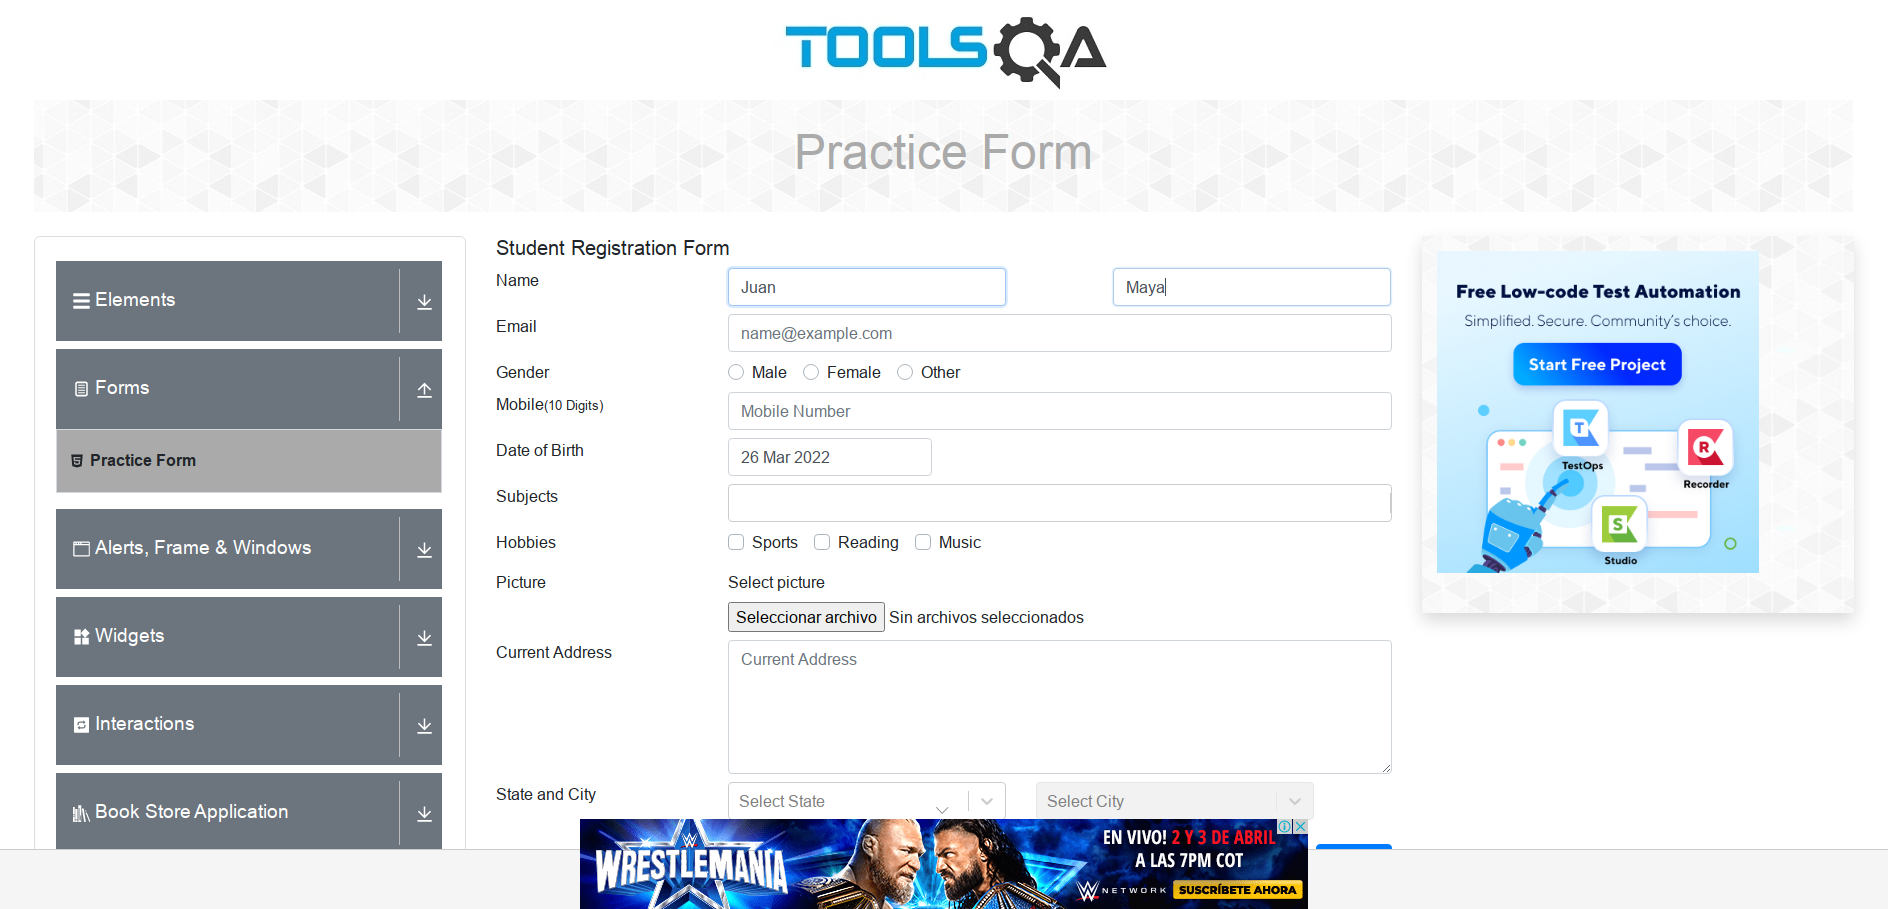 TOOLSQA
Practice Form
Elements
Forms
Practice Form
Alerts, Frame & Windows
Widgets
Interactions
Book Store Application
Student Registration Form
Name
Juan
Maya
Email
name@example.com
Gender
Male
Female
Other
Mobile(10 Digits)
Mobile Number
Date of Birth
26 Mar 2022
Subjects
Hobbies
Sports
Reading
Music
Picture
Select picture
Seleccionar archivo Sin archivos seleccionados
Current Address
Current Address
State and City
Select State
Select City
Free Low-code Test Automation
Simplified. Secure. Community's choice.
Start Free Project
T
TestOps
R
Recorder
S
Studio
W
WRESTLEMANIA
EN VIVO! 2 Y 3 DE ABRIL
A LAS 7PM COT
W NETWORK
SUSCRÍBETE AHORA